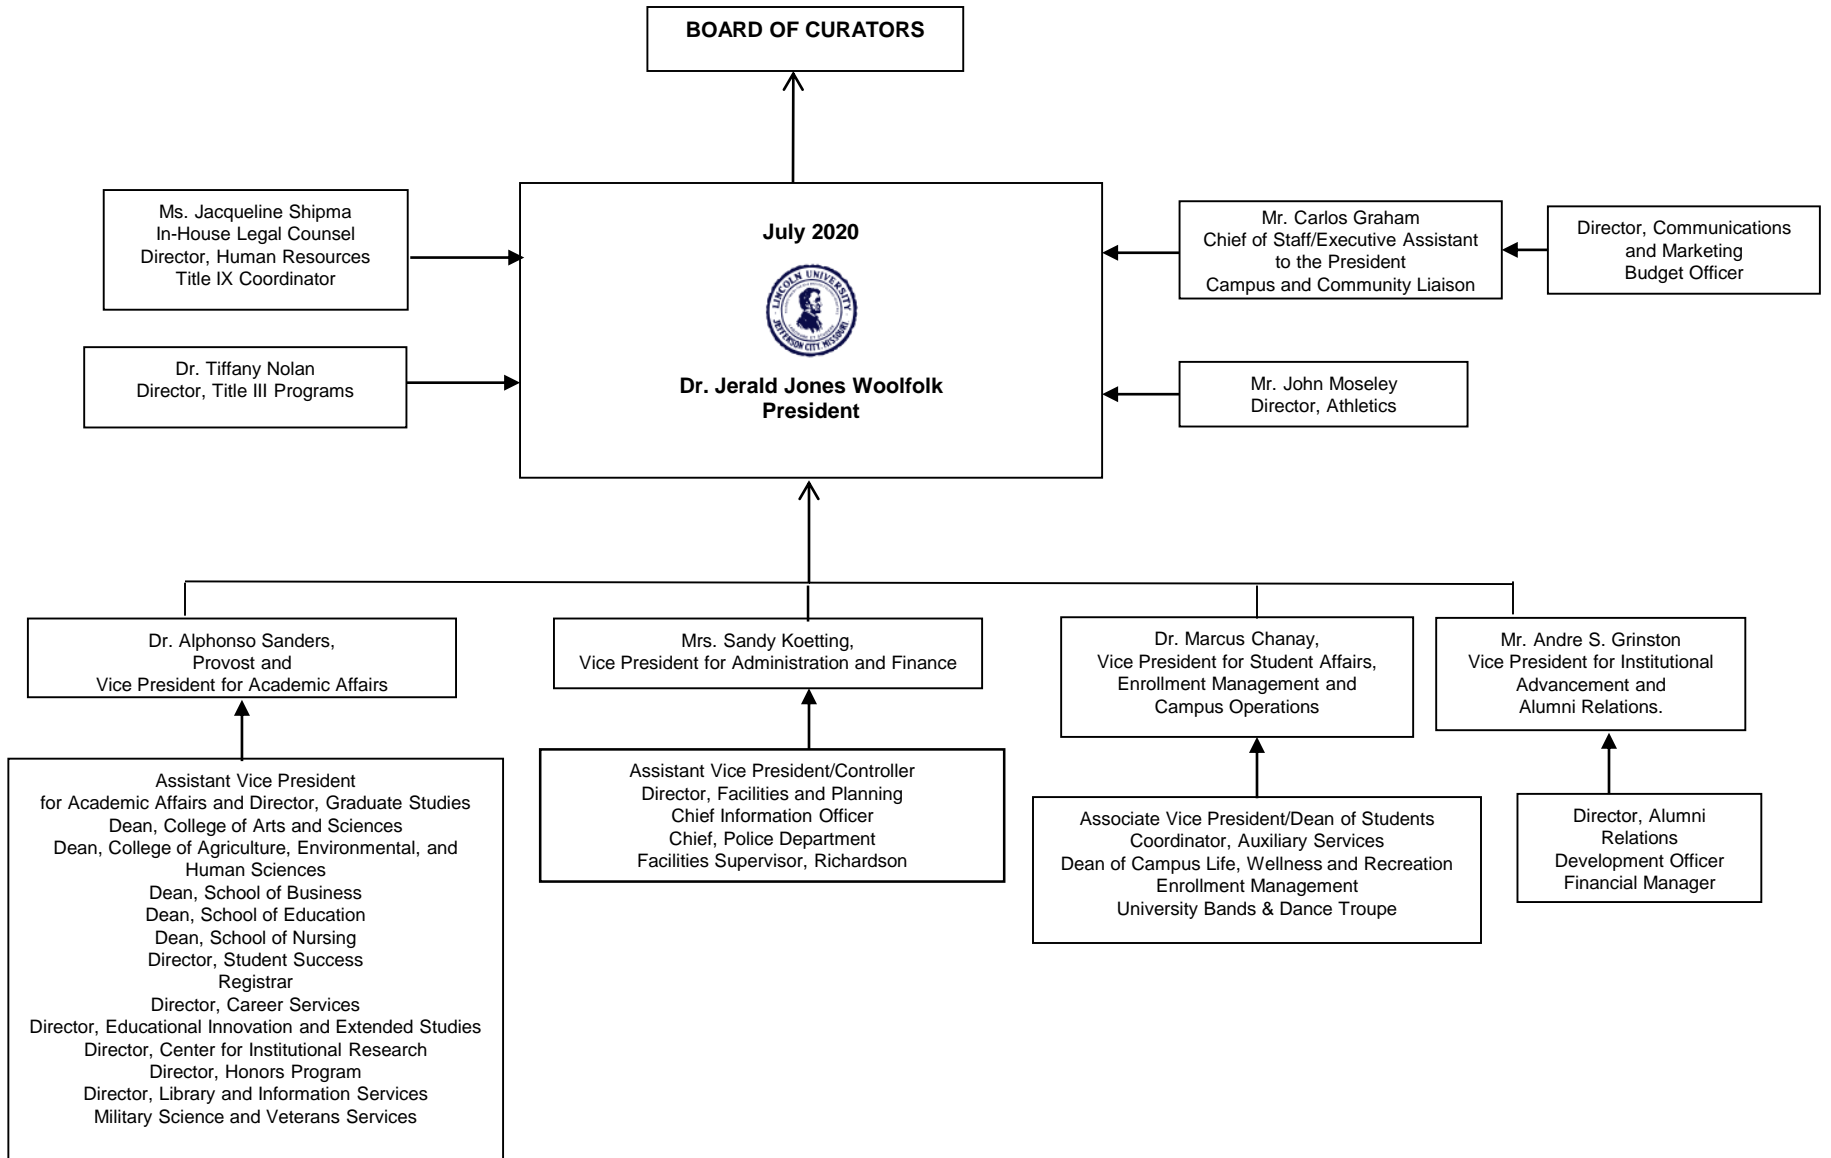 BOARD OF CURATORS
Ms. Jacqueline Shipma
In-House Legal Counsel
Director, Human Resources
Title IX Coordinator
Dr. Tiffany Nolan
Director, Title III Programs
July 2020
LINCOLN UNIVERSITY
JEFFERSON CITY, MISSOURI
Dr. Jerald Jones Woolfolk
President
Mr. Carlos Graham
Chief of Staff/Executive Assistant
to the President
Campus and Community Liaison
Director, Communications
and Marketing
Budget Officer
Mr. John Moseley
Director, Athletics
Dr. Alphonso Sanders,
Provost and
Vice President for Academic Affairs
Mrs. Sandy Koetting,
Vice President for Administration and Finance
Dr. Marcus Chanay,
Vice President for Student Affairs,
Enrollment Management and
Campus Operations
Mr. Andre S. Grinston
Vice President for Institutional
Advancement and
Alumni Relations.
Assistant Vice President
for Academic Affairs and Director, Graduate Studies
Dean, College of Arts and Sciences
Dean, College of Agriculture, Environmental, and
Human Sciences
Dean, School of Business
Dean, School of Education
Dean, School of Nursing
Director, Student Success
Registrar
Director, Career Services
Director, Educational Innovation and Extended Studies
Director, Center for Institutional Research
Director, Honors Program
Director, Library and Information Services
Military Science and Veterans Services
Assistant Vice President/Controller
Director, Facilities and Planning
Chief Information Officer
Chief, Police Department
Facilities Supervisor, Richardson
Associate Vice President/Dean of Students
Coordinator, Auxiliary Services
Dean of Campus Life, Wellness and Recreation
Enrollment Management
University Bands & Dance Troupe
Director, Alumni
Relations
Development Officer
Financial Manager